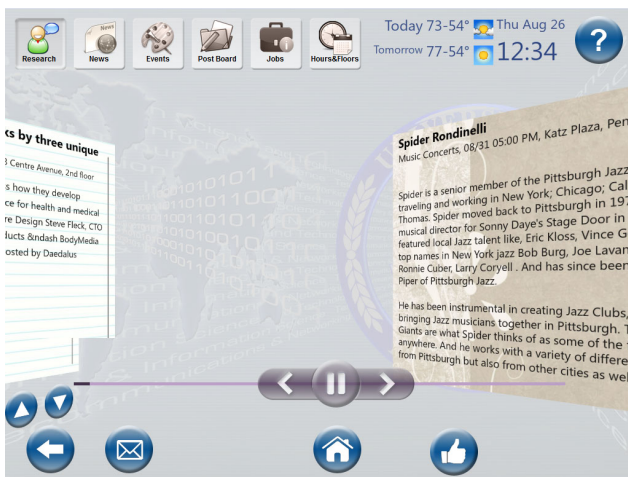 Research
News
News
Events
Post Board
Jobs
Hours&Floors
Today 73-54° Thu Aug 26
Tomorrow 77-54° 12:34
?
ks by three unique
3 Centre Avenue, 2nd floor
s how they develop
ce for health and medical
re Design Steve Fleck, CTO
ducts &ndash BodyMedia
osted by Daedalus
Spider Rondinelli
Music Concerts, 08/31 05:00 PM, Katz Plaza, Pen
Spider is a senior member of the Pittsburgh Jazz
traveling and working in New York; Chicago; Cal
Thomas. Spider moved back to Pittsburgh in 197
musical director for Sonny Daye's Stage Door in
featured local Jazz talent like, Eric Kloss, Vince G
top names in New York jazz Bob Burg, Joe Lavan
Ronnie Cuber, Larry Coryell . And has since been
Piper of Pittsburgh Jazz.
He has been instrumental in creating Jazz Clubs,
bringing Jazz musicians together in Pittsburgh. T
Giants are what Spider thinks of as some of the
anywhere. And he works with a variety of differe
from Pittsburgh but also from other cities as wel